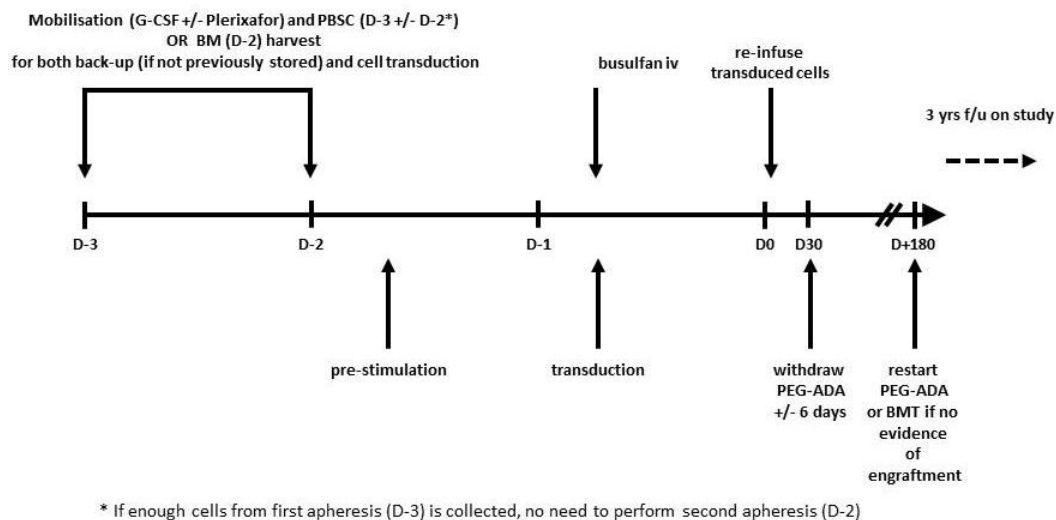 Mobilisation (G-CSF +/- Plerixafor) and PBSC (D-3 +/- D-2*)
OR BM (D-2) harvest
for both back-up (if not previously stored) and cell transduction
busulfan iv
re-infuse
transduced cells
3 yrs f/u on study
D-3
D-2
D-1
D0
D30
D+180
pre-stimulation
transduction
withdraw
PEG-ADA
+/- 6 days
restart
PEG-ADA
or BMT if no
evidence
of
engraftment
* If enough cells from first apheresis (D-3) is collected, no need to perform second apheresis (D-2)